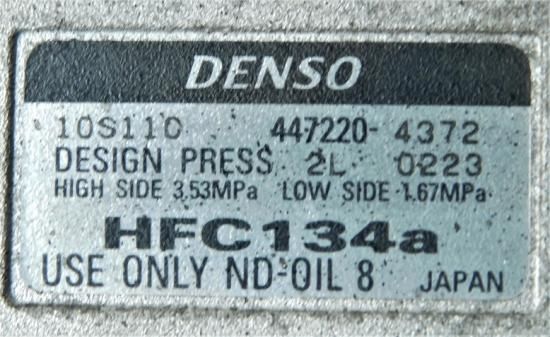 DENSO
10S11C 447220-4372
DESIGN PRESS 2L 0223
HIGH SIDE 3.53MPa LOW SIDE 1.67MPa
HFC134a
USE ONLY ND-OIL 8 JAPAN